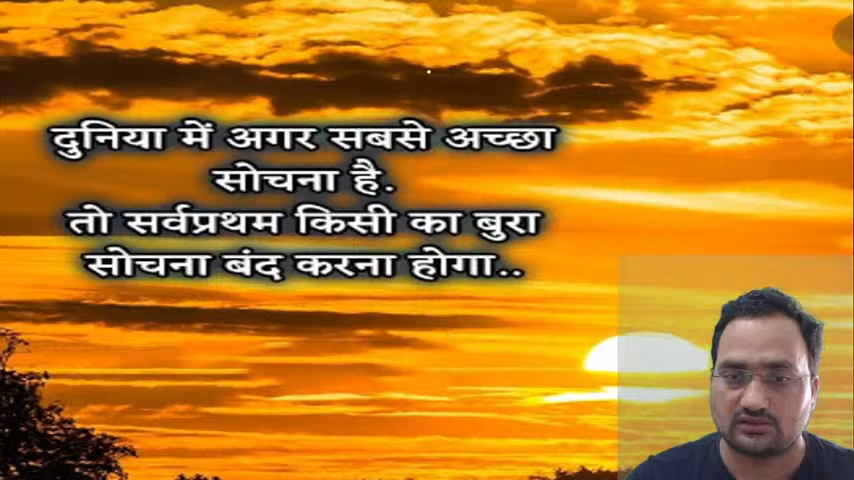 दुनिया में अगर सबसे अच्छा
सोचना है.
तो सर्वप्रथम किसी का बुरा
सोचना बंद करना होगा..